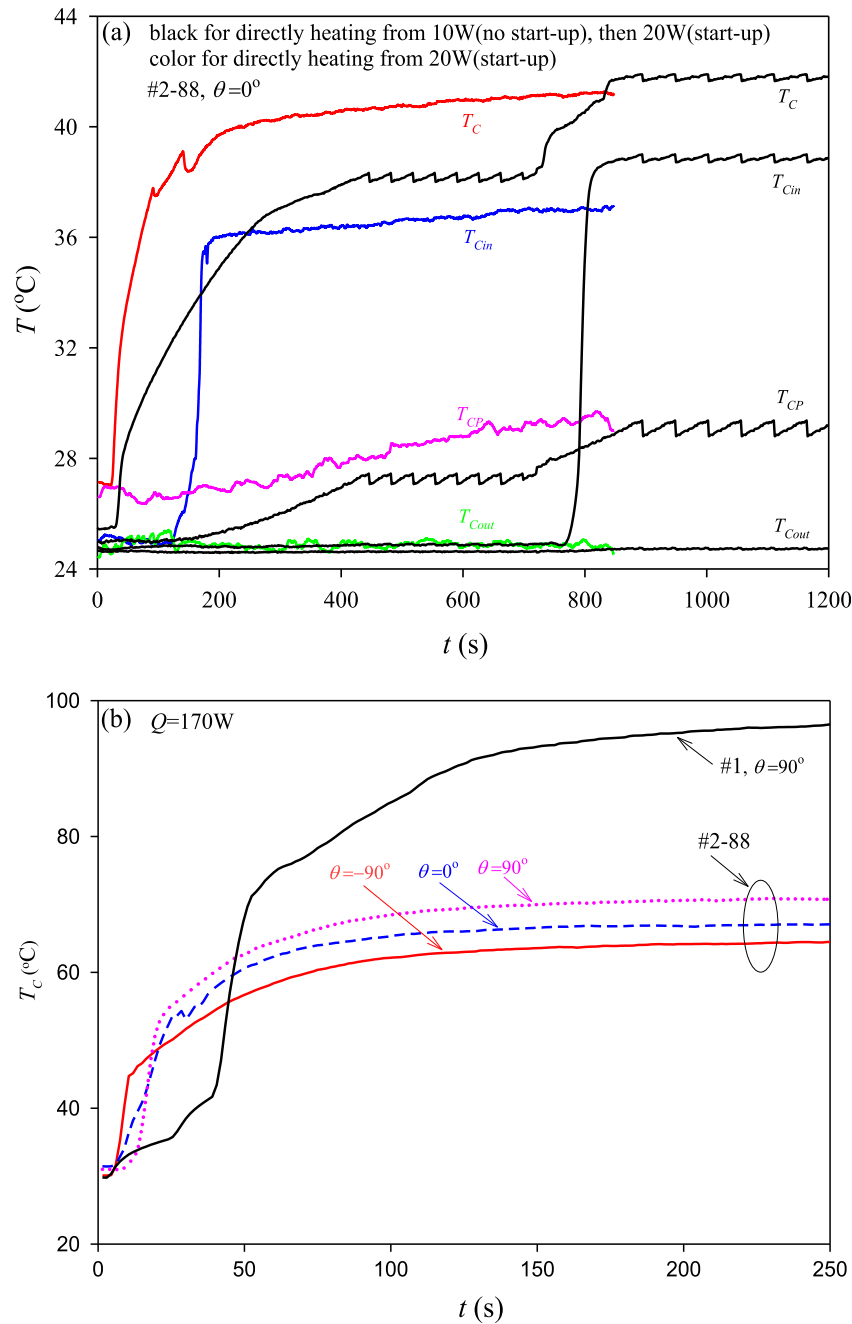 (a) black for directly heating from 10W(no start-up), then 20W(start-up)
color for directly heating from 20W(start-up)
#2-88, θ=0°
44
40
36
32
28
24
T (°C)
T_C
T_C
T_Cin
T_Cin
T_CP
T_CP
T_Cout
T_Cout
0 200 400 600 800 1000 1200
t (s)
(b) Q=170W
100
80
60
40
20
T_C (°C)
#1, θ=90°
#2-88
θ=−90° θ=0° θ=90°
0 50 100 150 200 250
t (s)